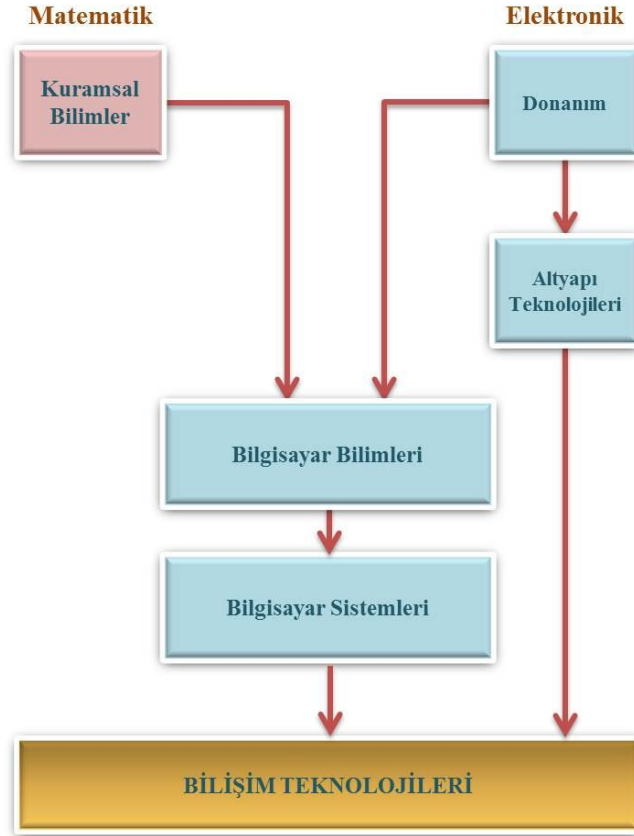 Matematik
Elektronik
Kuramsal
Bilimler
Donanım
Altyapı
Teknolojileri
Bilgisayar Bilimleri
Bilgisayar Sistemleri
BİLİŞİM TEKNOLOJİLERİ